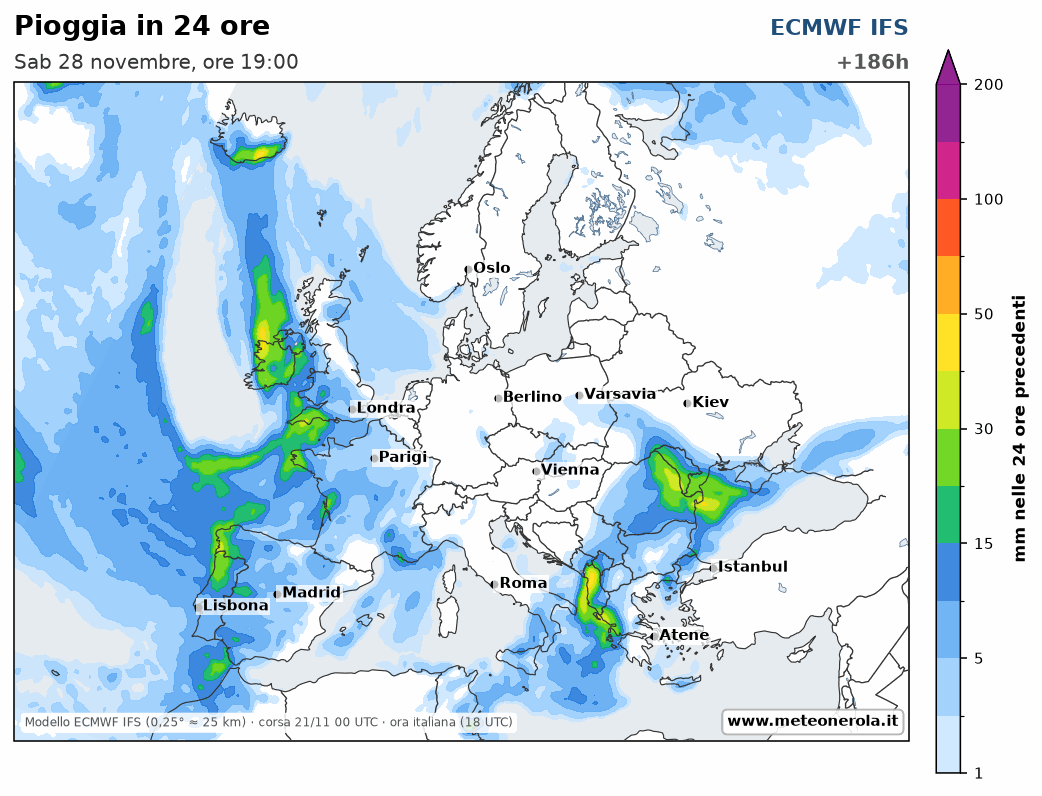 Pioggia in 24 ore
ECMWF IFS
Sab 28 novembre, ore 19:00
+186h
200
100
50
30
15
5
1
mm nelle 24 ore precedenti
Oslo
Londra
Berlino
Varsavia
Kiev
Parigi
Vienna
Istanbul
Roma
Madrid
Lisbona
Atene
Modello ECMWF IFS (0,25° ≈ 25 km) · corsa 21/11 00 UTC · ora italiana (18 UTC)
www.meteonerola.it